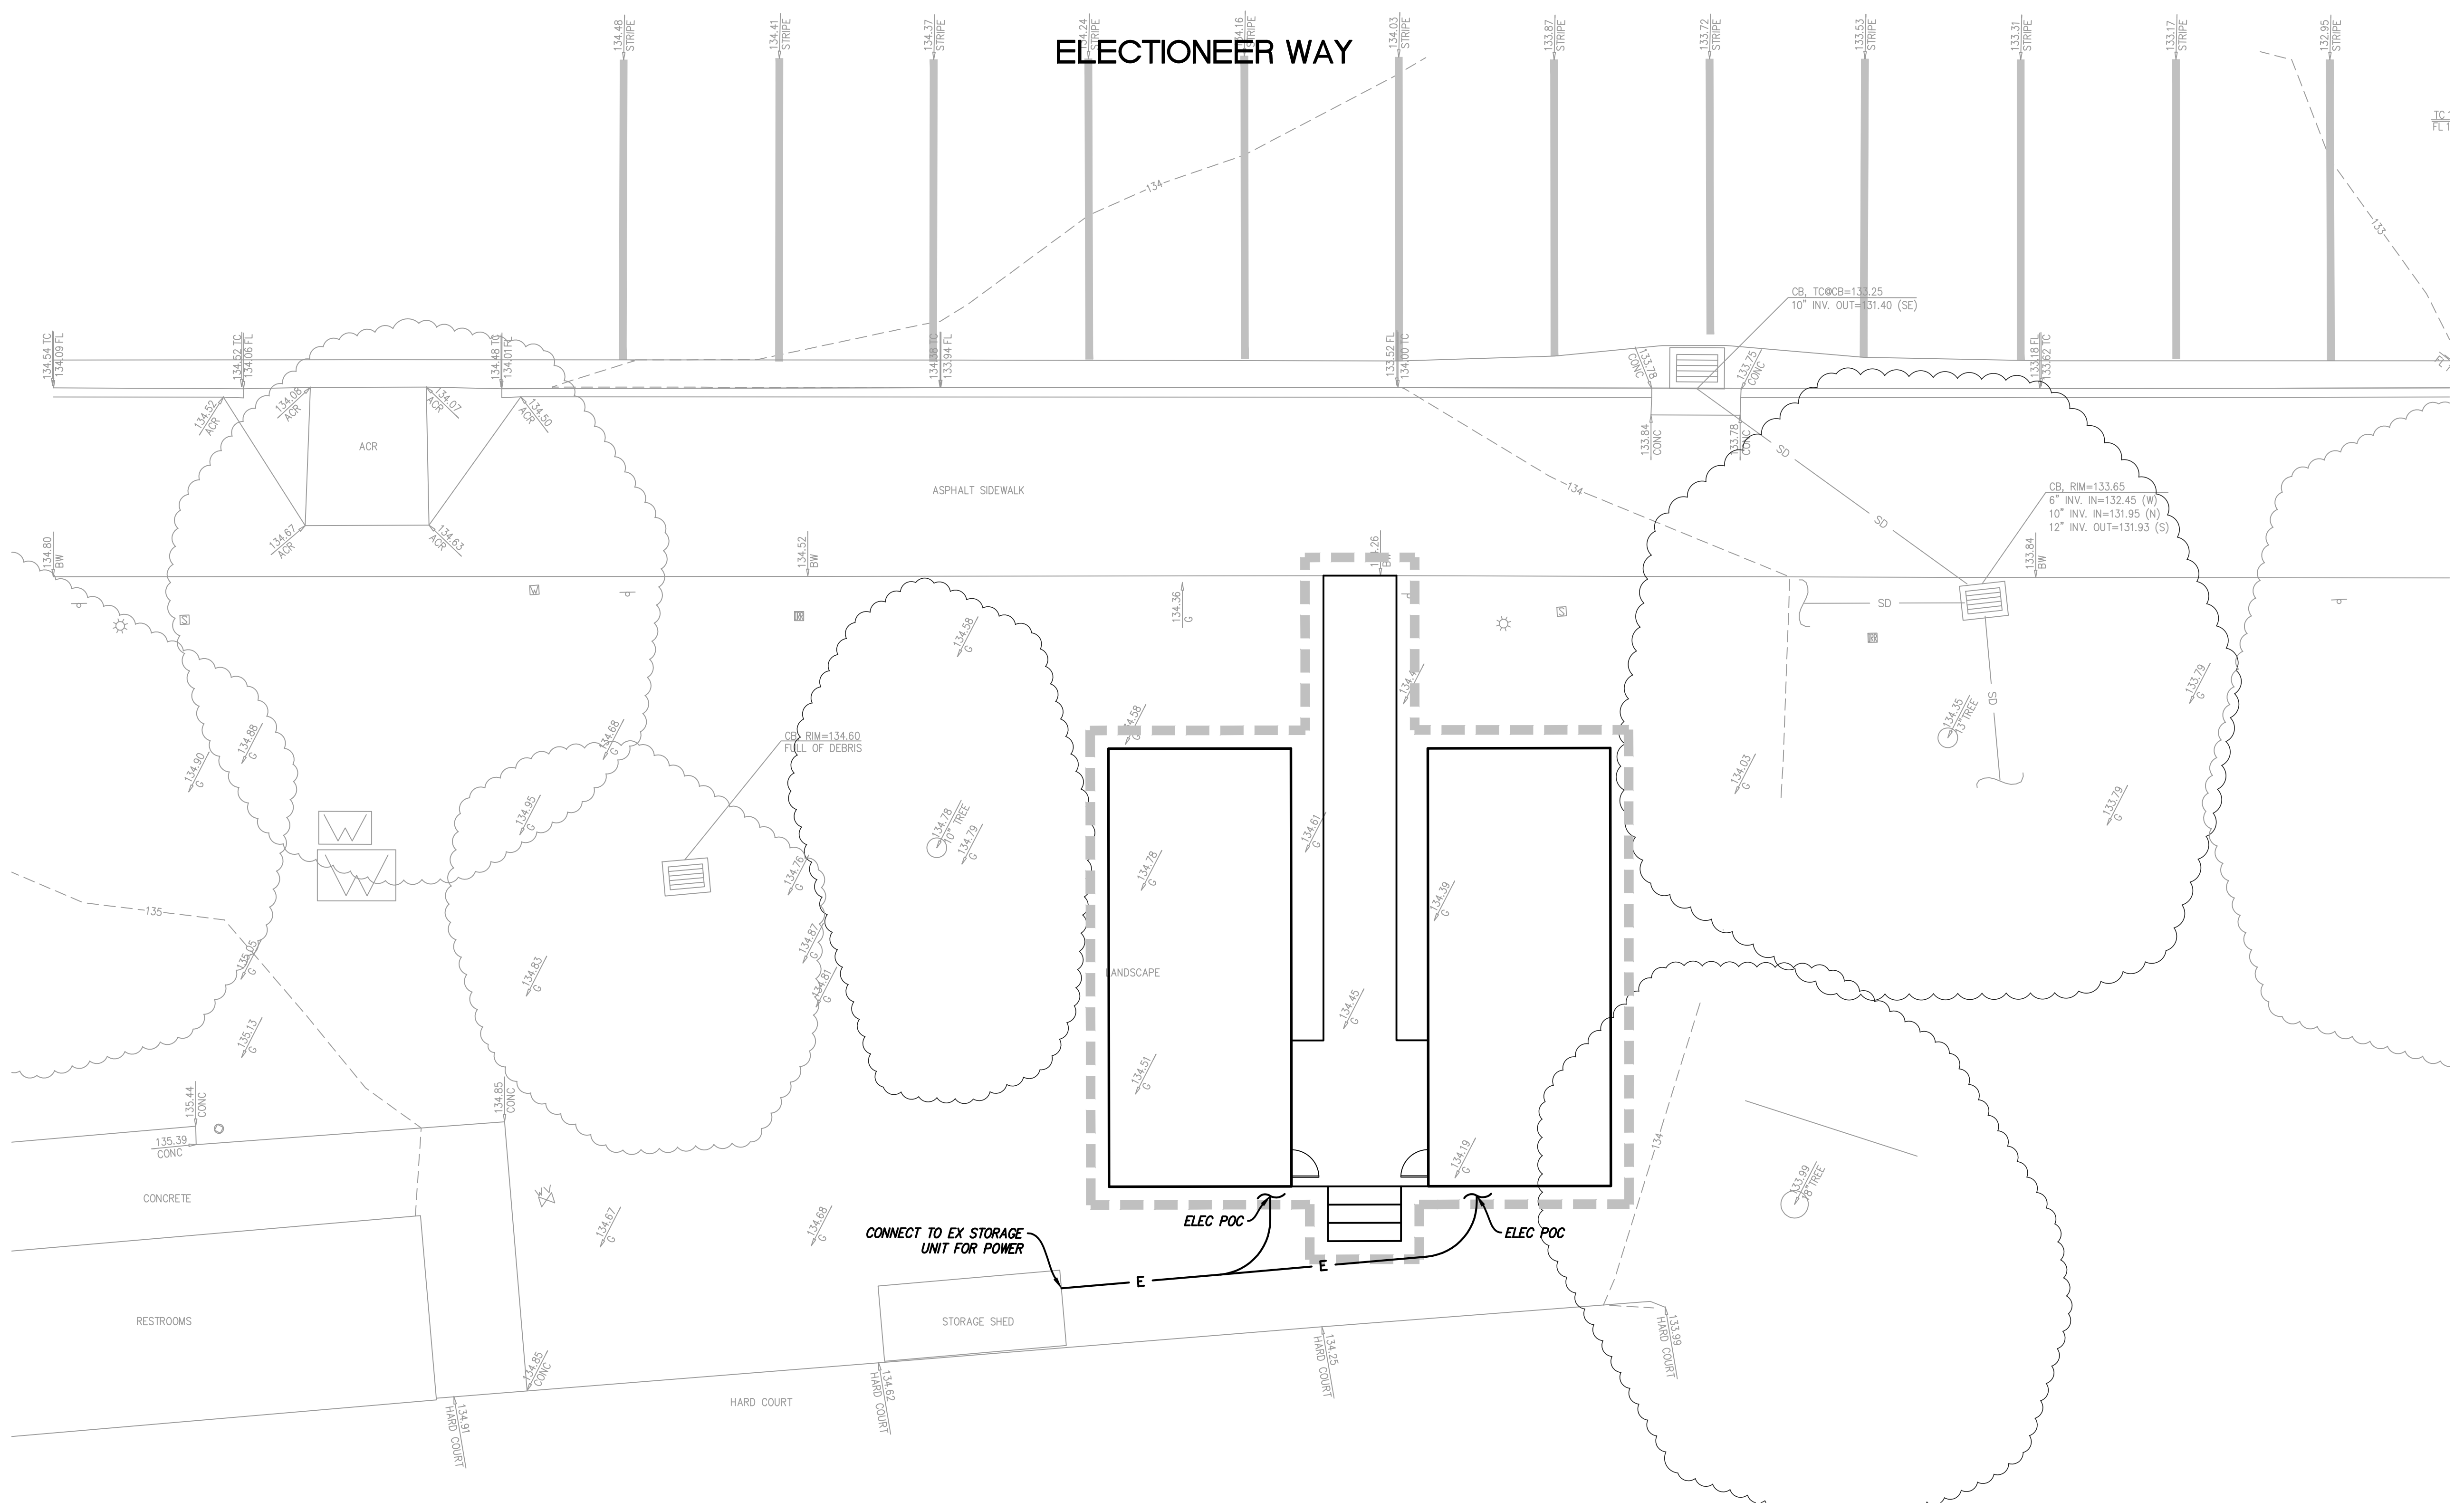 134.48
STRIPE
134.41
STRIPE
134.37
STRIPE
134.24
STRIPE
STRIPE
134.03
STRIPE
133.87
STRIPE
133.72
STRIPE
133.53
STRIPE
133.31
STRIPE
133.17
STRIPE
132.95
STRIPE
ELECTIONEER WAY
134
133
CB, TC@CB=133.25
10" INV. OUT=131.40 (SE)
134.54 TC
134.09 FL
134.52 TC
134.06 FL
134.48 TC
134.01 FL
133.94 FL
133.52 FL
134.00 TC
133.18 FL
133.62 TC
133.78
CONC
133.75
CONC
134.52
ACR
134.08
ACR
134.07
ACR
134.50
ACR
ACR
133.84
CONC
133.78
CONC
SD
ASPHALT SIDEWALK
134
CB, RIM=133.65
6" INV. IN=132.45 (W)
10" INV. IN=131.95 (N)
12" INV. OUT=131.93 (S)
SD
134.67
ACR
134.63
ACR
134.80
BW
134.52
BW
BW
133.84
BW
W
S
134.36
G
S
SD
134.58
G
133.79
G
SD
134.88
G
134.90
G
134.68
G
CB, RIM=134.60
FULL OF DEBRIS
G
134.35
13" TREE
134.03
G
133.79
G
134.95
G
134.78
10" TREE
134.79
G
134.61
G
134.76
G
134.78
G
134.39
G
135
135.05
G
134.83
G
134.87
G
134.81
G
LANDSCAPE
134.45
G
135.13
G
134.51
G
135.44
CONC
134.85
CONC
135.39
CONC
134.19
G
134
CONCRETE
WV
134.67
G
134.68
G
133.99
18" TREE
ELEC POC
ELEC POC
CONNECT TO EX STORAGE
UNIT FOR POWER
E
E
RESTROOMS
STORAGE SHED
134.85
CONC
134.25
HARD COURT
133.99
HARD COURT
HARD COURT
134.62
HARD COURT
134.91
HARD COURT